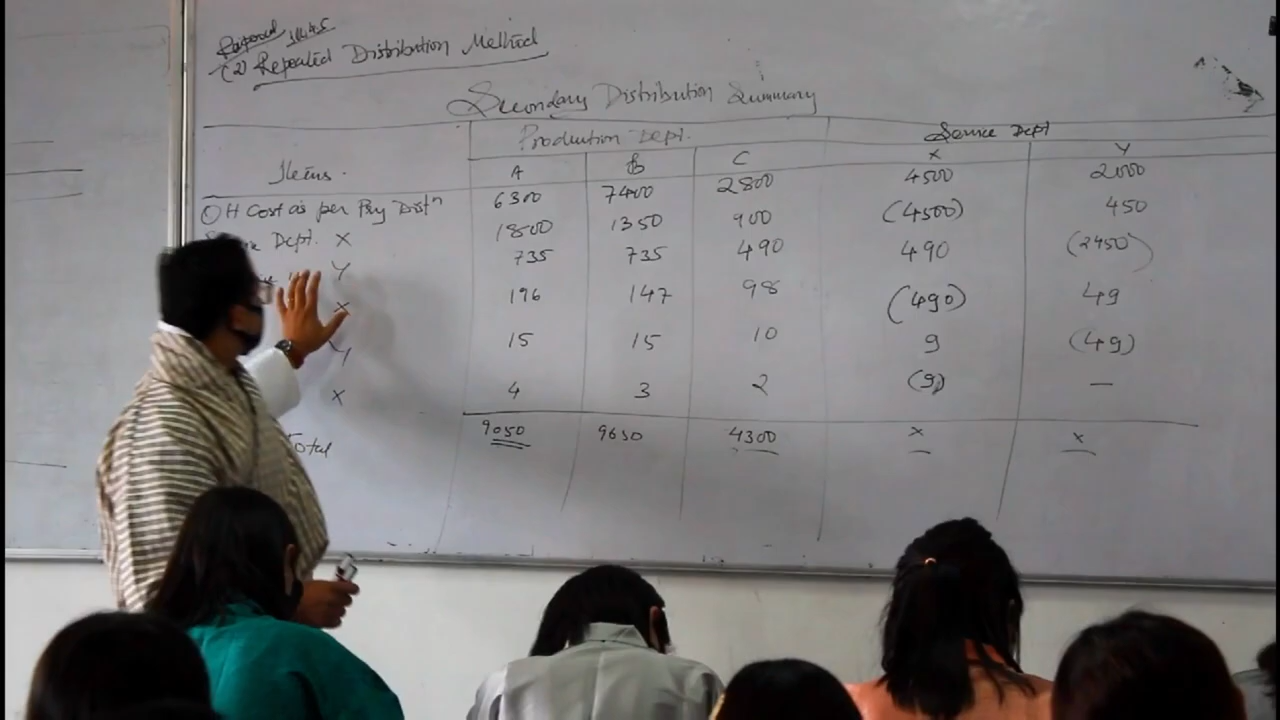 (2) Repeated Distribution Method
Secondary Distribution Summary
Items. Production Dept. Service Dept
A B C X Y
OH Cost as per Pry Distn 6300 7400 2800 4500 2000
Dept. X 1800 1350 900 (4500) 450
Y 735 735 490 490 (2450)
X 196 147 98 (490) 49
Y 15 15 10 9 (49)
X 4 3 2 (9) —
Total 9050 9650 4300 x x